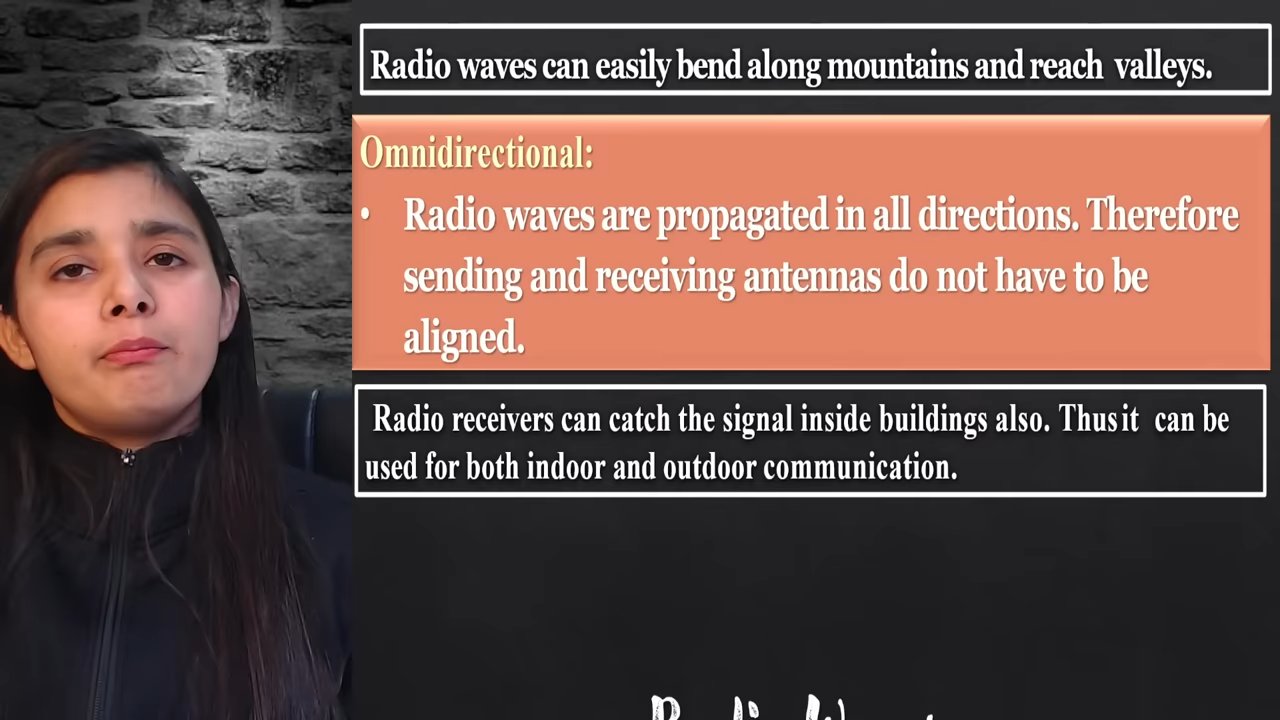 Radio waves can easily bend along mountains and reach valleys.
Omnidirectional:
• Radio waves are propagated in all directions. Therefore
sending and receiving antennas do not have to be
aligned.
Radio receivers can catch the signal inside buildings also. Thus it can be
used for both indoor and outdoor communication.